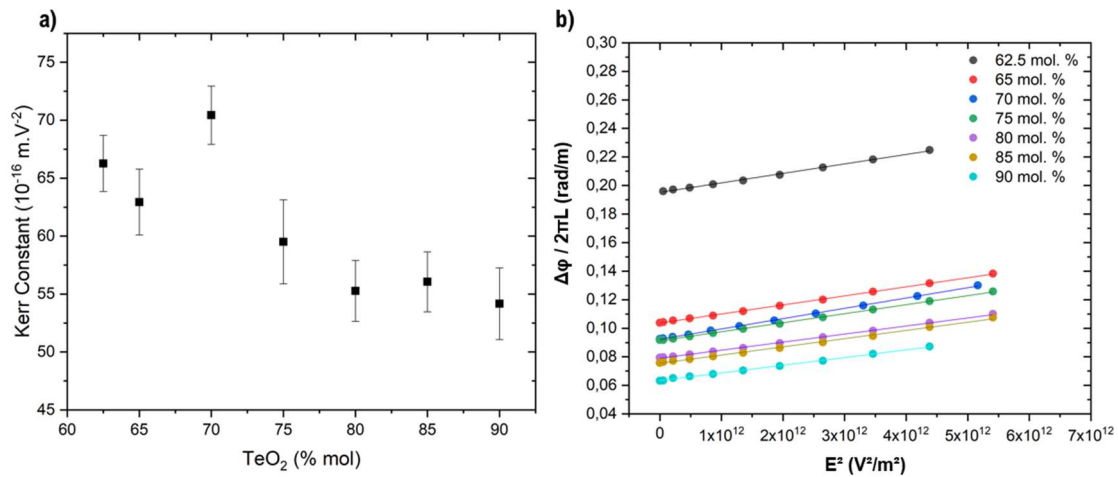 a)
Kerr Constant (10⁻¹⁶ m.V⁻²)
75
70
65
60
55
50
45
60
65
70
75
80
85
90
TeO₂ (% mol)
b)
Δφ / 2πL (rad/m)
0,30
0,28
0,26
0,24
0,22
0,20
0,18
0,16
0,14
0,12
0,10
0,08
0,06
0,04
62.5 mol. %
65 mol. %
70 mol. %
75 mol. %
80 mol. %
85 mol. %
90 mol. %
0
1x10¹²
2x10¹²
3x10¹²
4x10¹²
5x10¹²
6x10¹²
7x10¹²
E² (V²/m²)